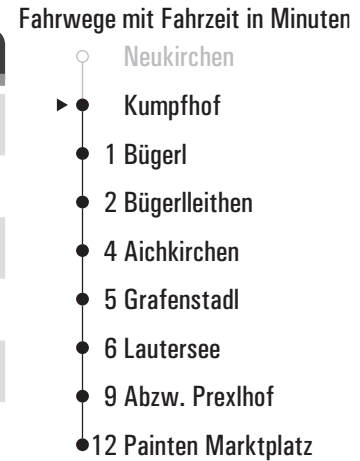 Fahrwege mit Fahrzeit in Minuten
Neukirchen
Kumpfhof
1 Bügerl
2 Bügerlleithen
4 Aichkirchen
5 Grafenstadl
6 Lautersee
9 Abzw. Prexlhof
12 Painten Marktplatz